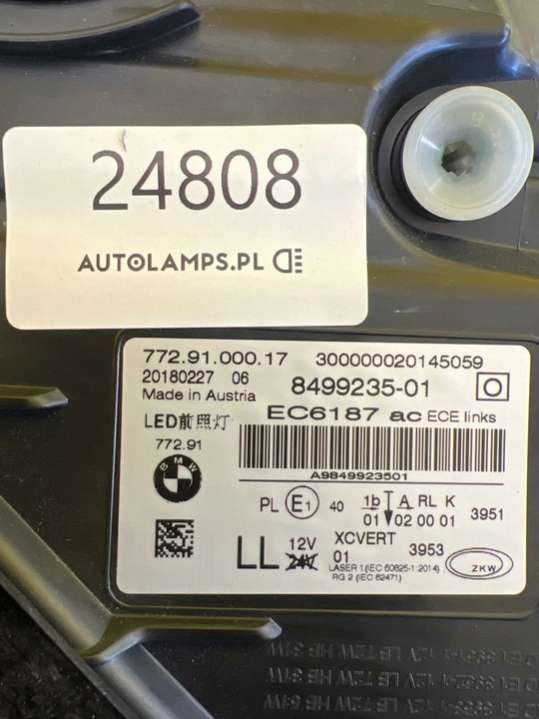 24808
AUTOLAMPS.PL
772.91.000.17 300000020145059
20180227 06 8499235-01
Made in Austria
EC6187 ac ECE links
LED前照灯
772.91
BMW
A9849923501
PL E1 40 1b A RL K 3951
01 02 00 01
LL 12V XCVERT 3953
24V 01
LASER 1 (IEC 60825-1:2014)
RG 2 (IEC 62471)
ZKW